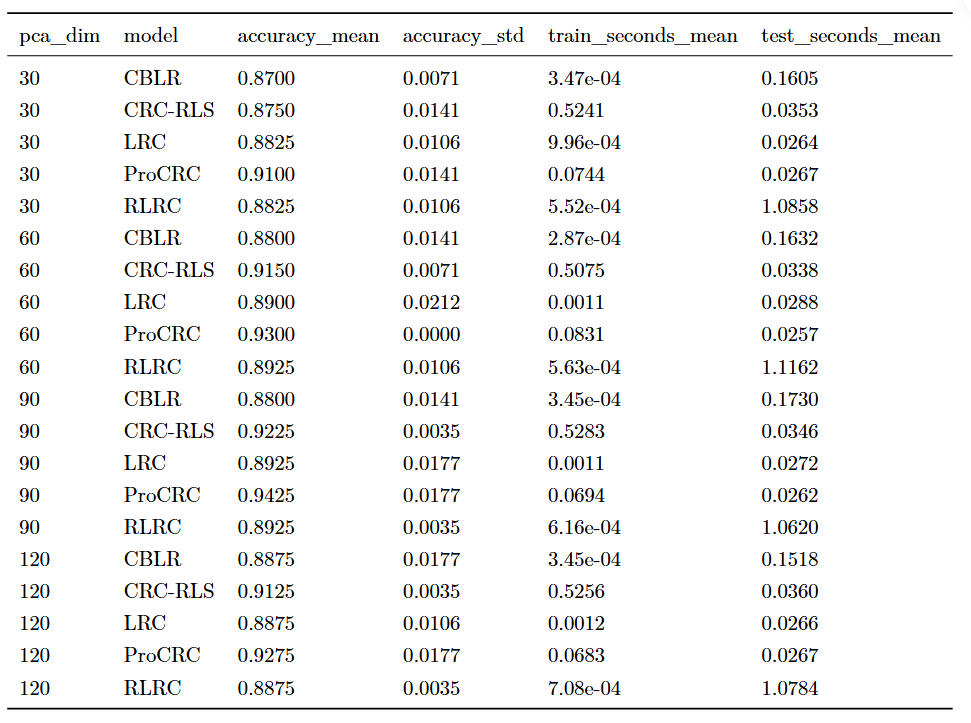 pca_dim model accuracy_mean accuracy_std train_seconds_mean test_seconds_mean
30 CBLR 0.8700 0.0071 3.47e-04 0.1605
30 CRC-RLS 0.8750 0.0141 0.5241 0.0353
30 LRC 0.8825 0.0106 9.96e-04 0.0264
30 ProCRC 0.9100 0.0141 0.0744 0.0267
30 RLRC 0.8825 0.0106 5.52e-04 1.0858
60 CBLR 0.8800 0.0141 2.87e-04 0.1632
60 CRC-RLS 0.9150 0.0071 0.5075 0.0338
60 LRC 0.8900 0.0212 0.0011 0.0288
60 ProCRC 0.9300 0.0000 0.0831 0.0257
60 RLRC 0.8925 0.0106 5.63e-04 1.1162
90 CBLR 0.8800 0.0141 3.45e-04 0.1730
90 CRC-RLS 0.9225 0.0035 0.5283 0.0346
90 LRC 0.8925 0.0177 0.0011 0.0272
90 ProCRC 0.9425 0.0177 0.0694 0.0262
90 RLRC 0.8925 0.0035 6.16e-04 1.0620
120 CBLR 0.8875 0.0177 3.45e-04 0.1518
120 CRC-RLS 0.9125 0.0035 0.5256 0.0360
120 LRC 0.8875 0.0106 0.0012 0.0266
120 ProCRC 0.9275 0.0177 0.0683 0.0267
120 RLRC 0.8875 0.0035 7.08e-04 1.0784